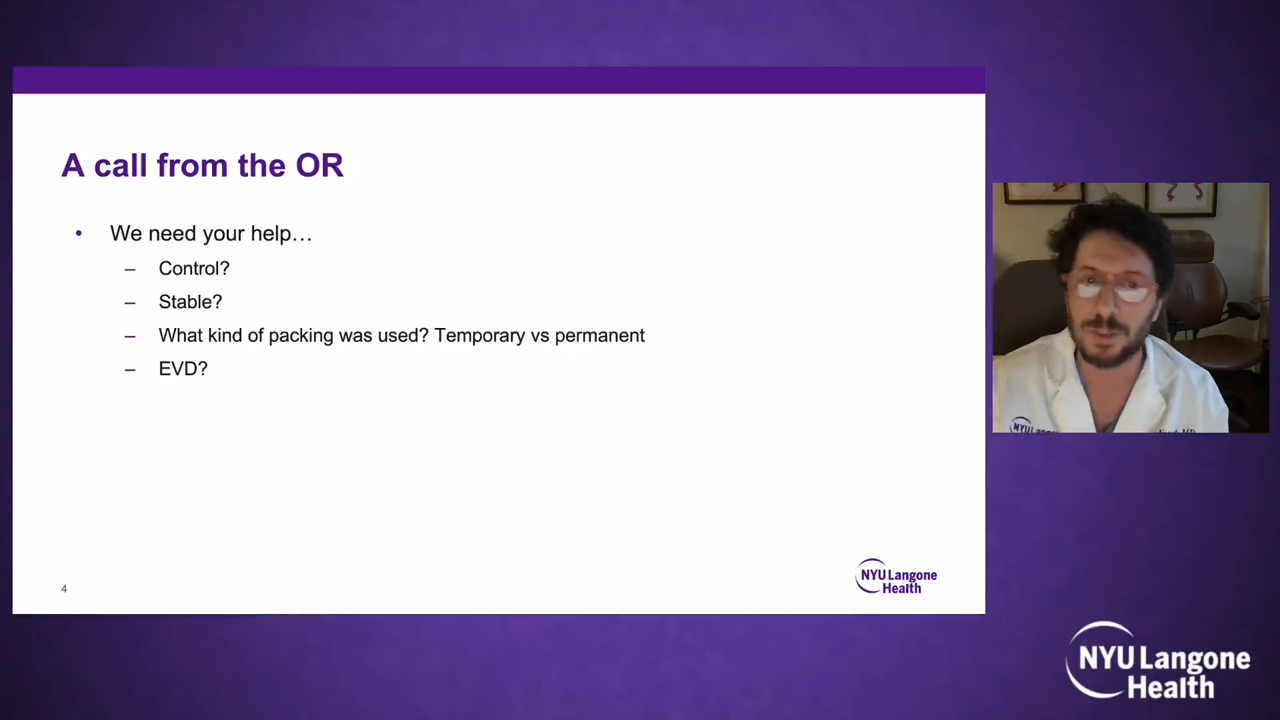 A call from the OR
• We need your help…
– Control?
– Stable?
– What kind of packing was used? Temporary vs permanent
– EVD?
4
NYU Langone
Health
NYU
NYU Langone
Health